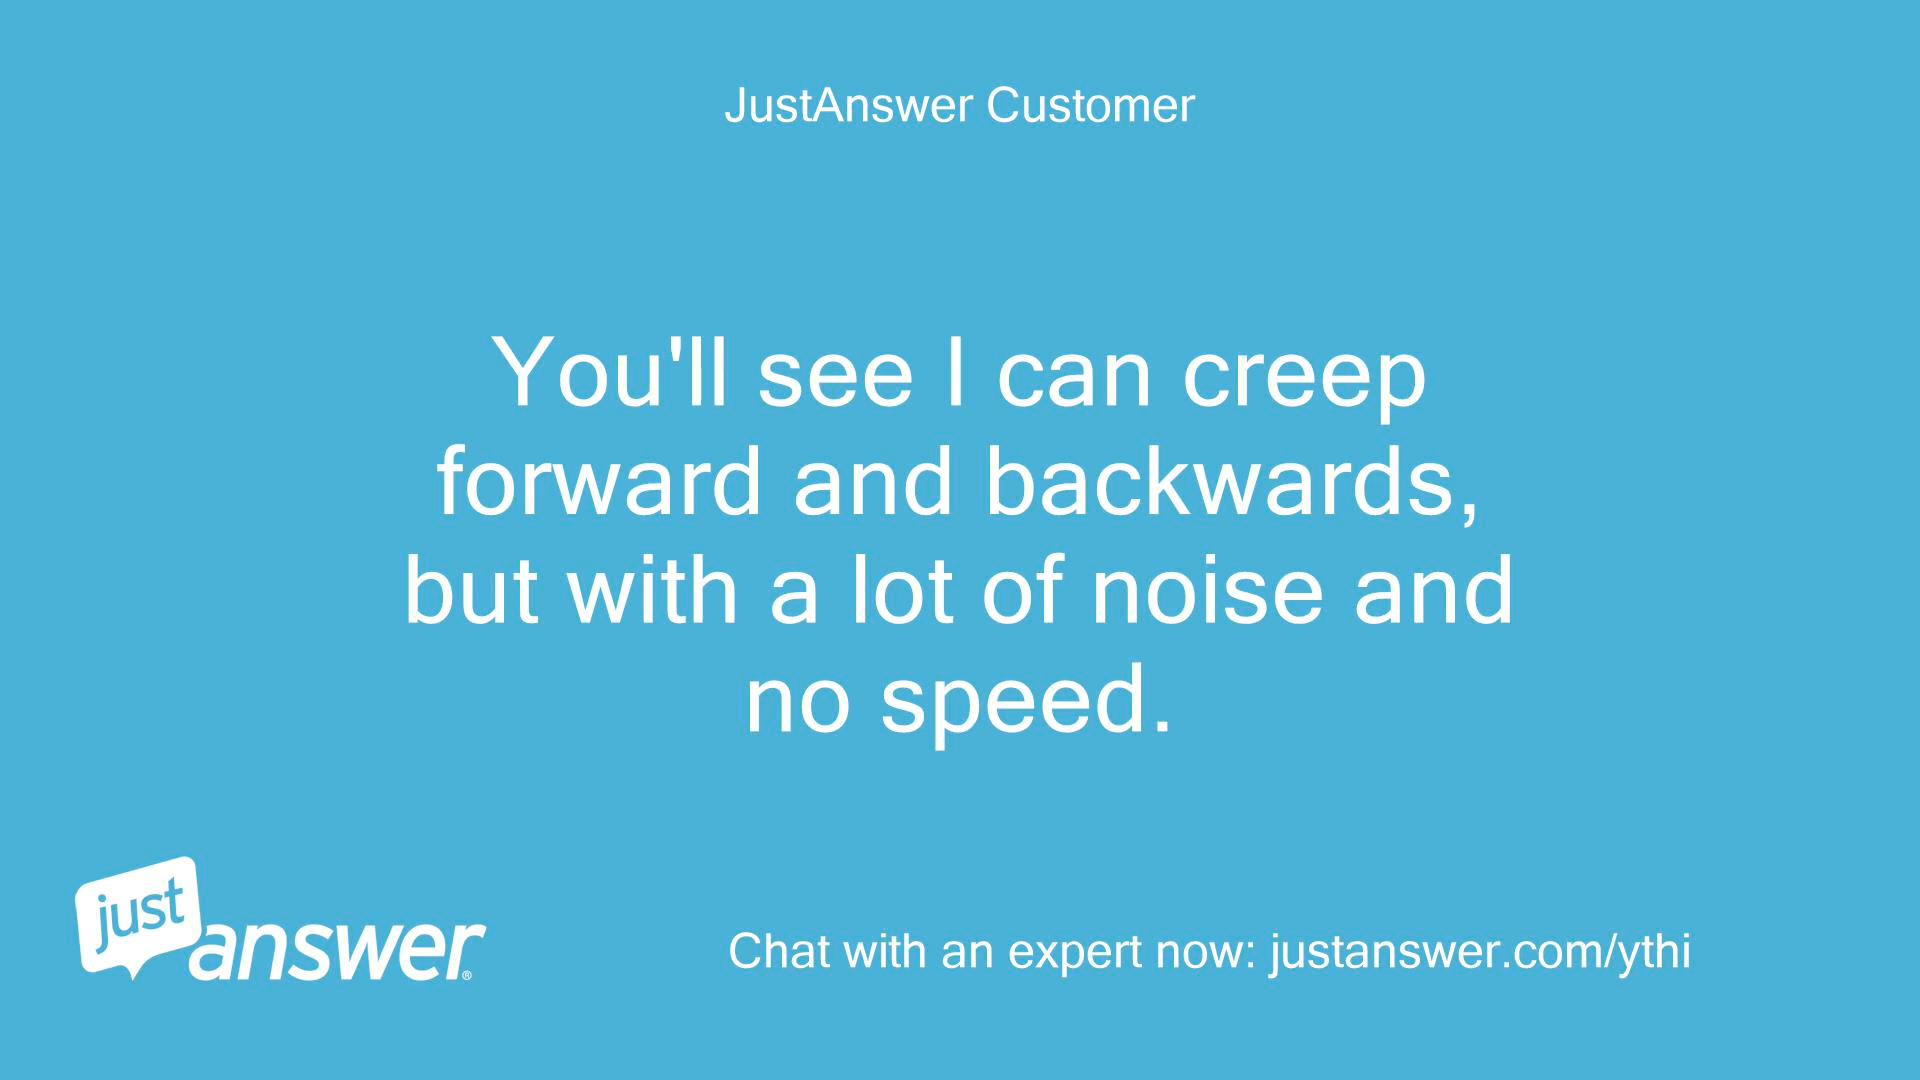 JustAnswer Customer
You'll see I can creep
forward and backwards,
but with a lot of noise and
no speed.
just
answer®
Chat with an expert now: justanswer.com/ythi